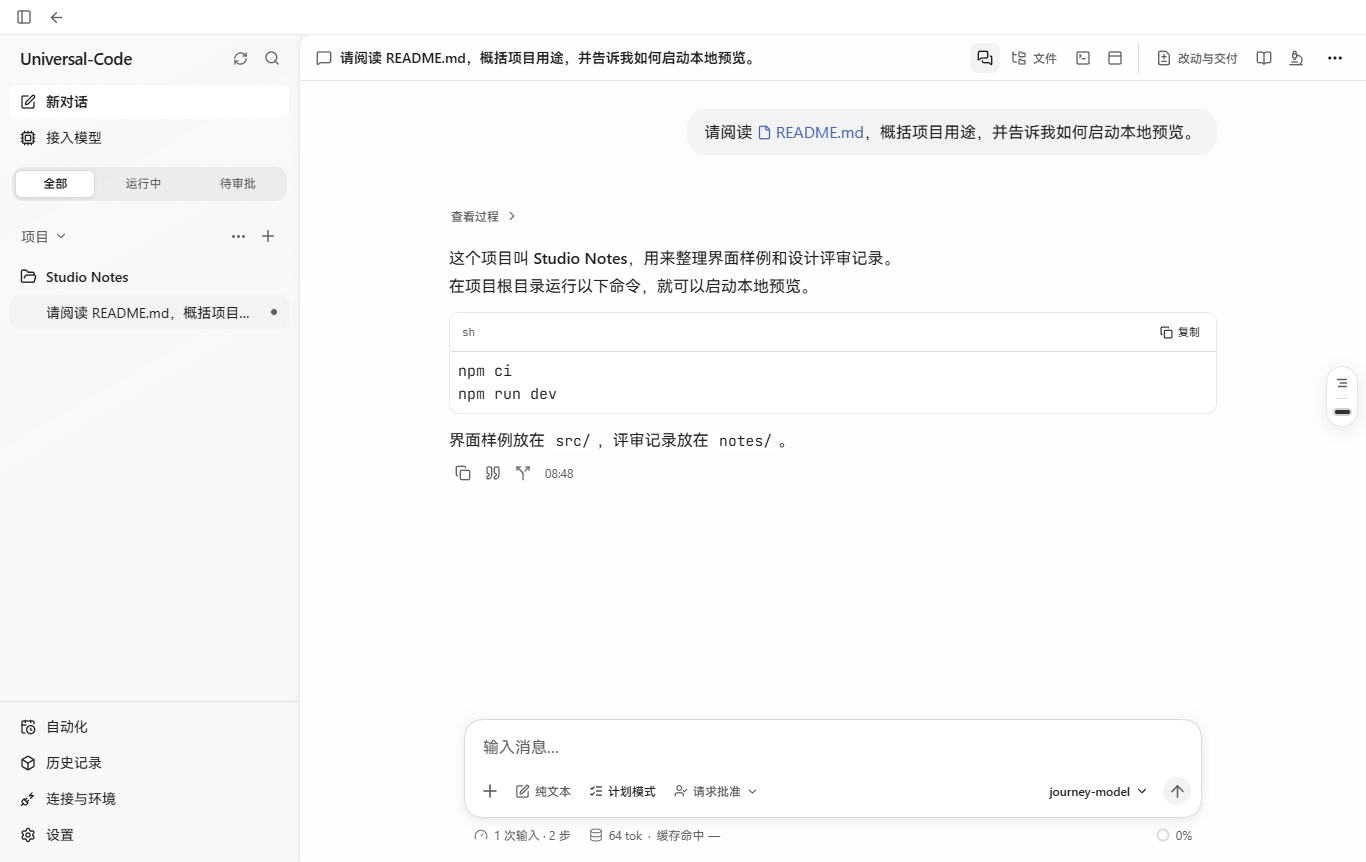 Universal-Code
新对话
接入模型
全部 运行中 待审批
项目
Studio Notes
请阅读 README.md，概括项目...
自动化
历史记录
连接与环境
设置
请阅读 README.md，概括项目用途，并告诉我如何启动本地预览。
文件
改动与交付
请阅读 README.md，概括项目用途，并告诉我如何启动本地预览。
查看过程
这个项目叫 Studio Notes，用来整理界面样例和设计评审记录。
在项目根目录运行以下命令，就可以启动本地预览。
sh 复制
npm ci
npm run dev
界面样例放在 src/ ，评审记录放在 notes/ 。
08:48
输入消息...
纯文本 计划模式 请求批准 journey-model
1 次输入 · 2 步 64 tok · 缓存命中 — 0%